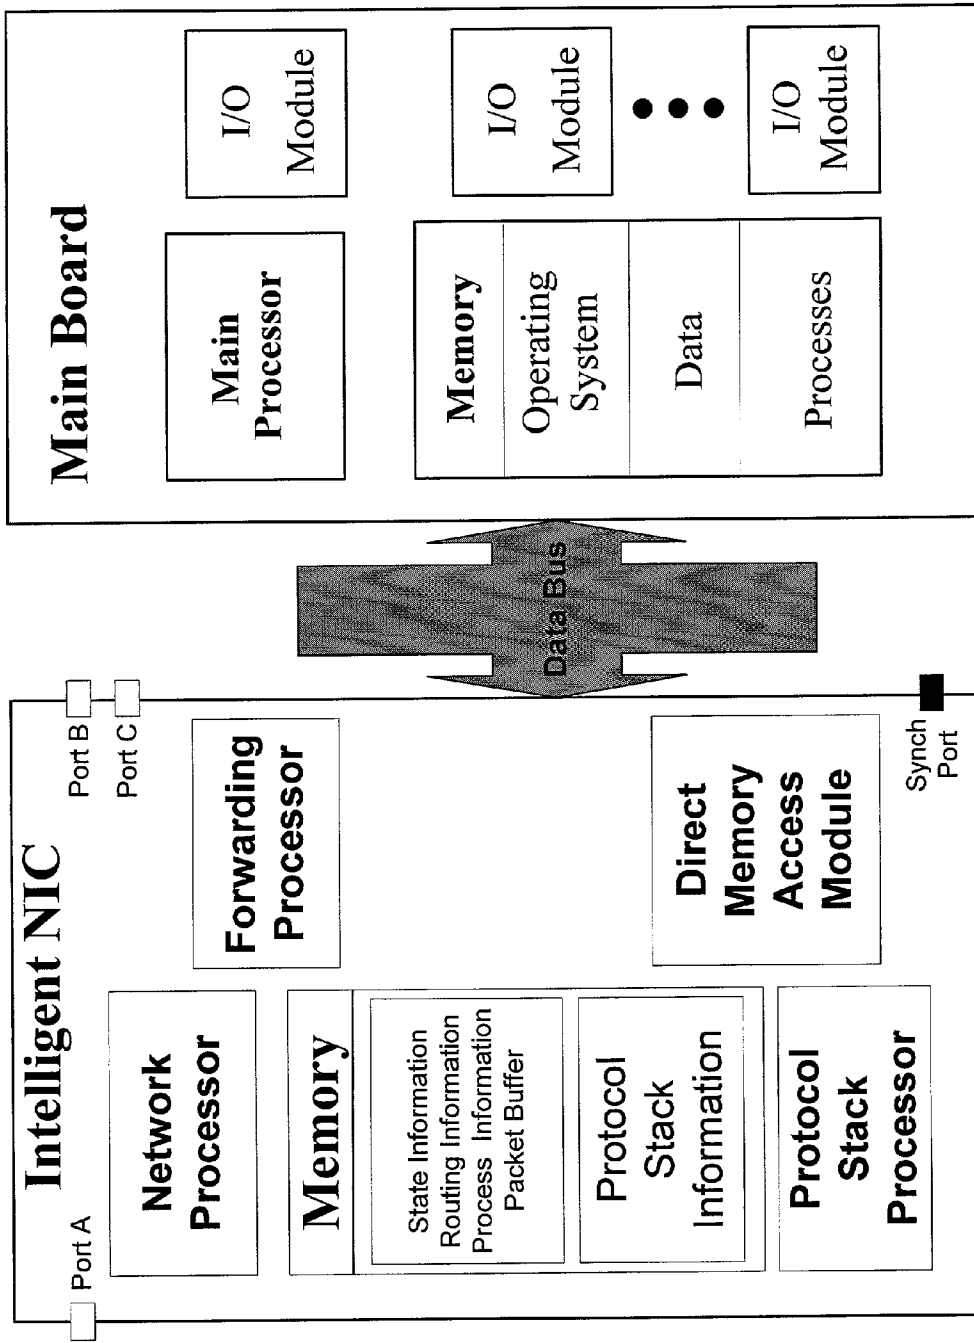 Intelligent NIC
Port A
Port B
Port C
Network
Processor
Forwarding
Processor
Memory
State Information
Routing Information
Process Information
Packet Buffer
Protocol
Stack
Information
Protocol
Stack
Processor
Direct
Memory
Access
Module
Synch
Port
Data Bus
Main Board
Main
Processor
I/O
Module
Memory
Operating
System
Data
Processes
I/O
Module
I/O
Module